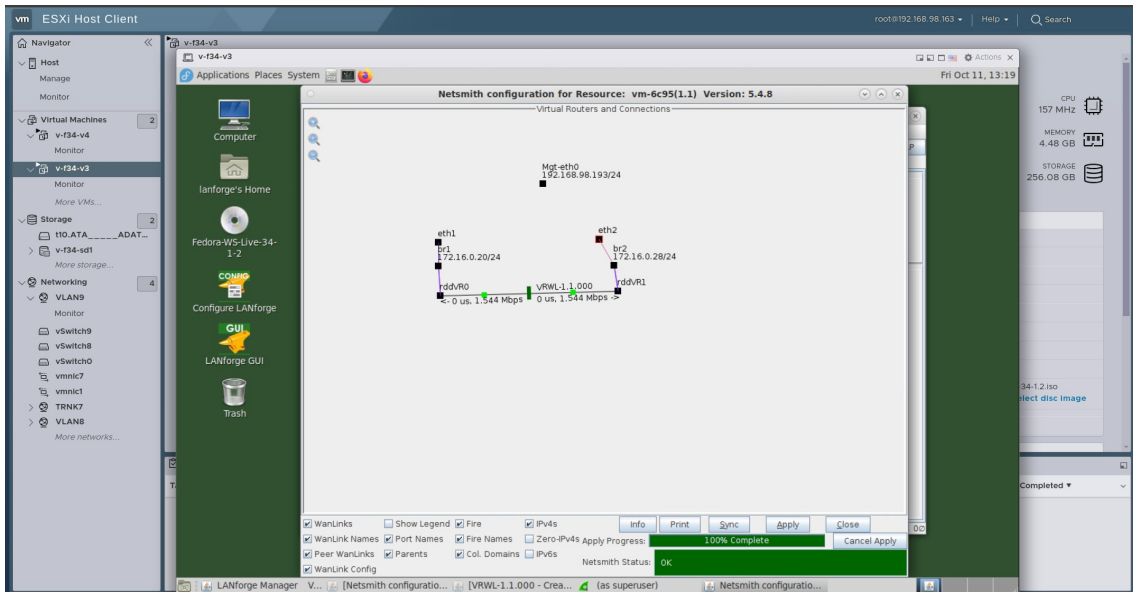 vm ESXi Host Client
root@192.168.98.163
Help
Search
Navigator
Host
Manage
Monitor
Virtual Machines 2
v-f34-v4
Monitor
v-f34-v3
Monitor
More VMs...
Storage 2
t10.ATA_____ADAT...
v-f34-sd1
More storage...
Networking 4
VLAN9
Monitor
vSwitch9
vSwitch8
vSwitch0
vmnic7
vmnic1
TRNK7
VLAN8
More networks...
v-f34-v3
v-f34-v3
Actions
Applications Places System
Fri Oct 11, 13:19
Computer
lanforge's Home
Fedora-WS-Live-34-
1-2
CONFIG
Configure LANforge
GUI
LANforge GUI
Trash
Netsmith configuration for Resource: vm-6c95(1.1) Version: 5.4.8
Virtual Routers and Connections
Mgt-eth0
192.168.98.193/24
eth1
br1
172.16.0.20/24
rddVR0
<- 0 us, 1.544 Mbps
VRWL-1.1.000
0 us, 1.544 Mbps ->
eth2
br2
172.16.0.28/24
rddVR1
WanLinks
Show Legend
Fire
IPv4s
Info
Print
Sync
Apply
Close
WanLink Names
Port Names
Fire Names
Zero-IPv4s
Apply Progress:
100% Complete
Cancel Apply
Peer WanLinks
Parents
Col. Domains
IPv6s
Netsmith Status:
OK
WanLink Config
LANforge Manager V...
[Netsmith configuratio...
[VRWL-1.1.000 - Crea...
(as superuser)
Netsmith configuratio...
CPU
157 MHz
MEMORY
4.48 GB
STORAGE
256.08 GB
34-1.2.iso
elect disc image
Completed